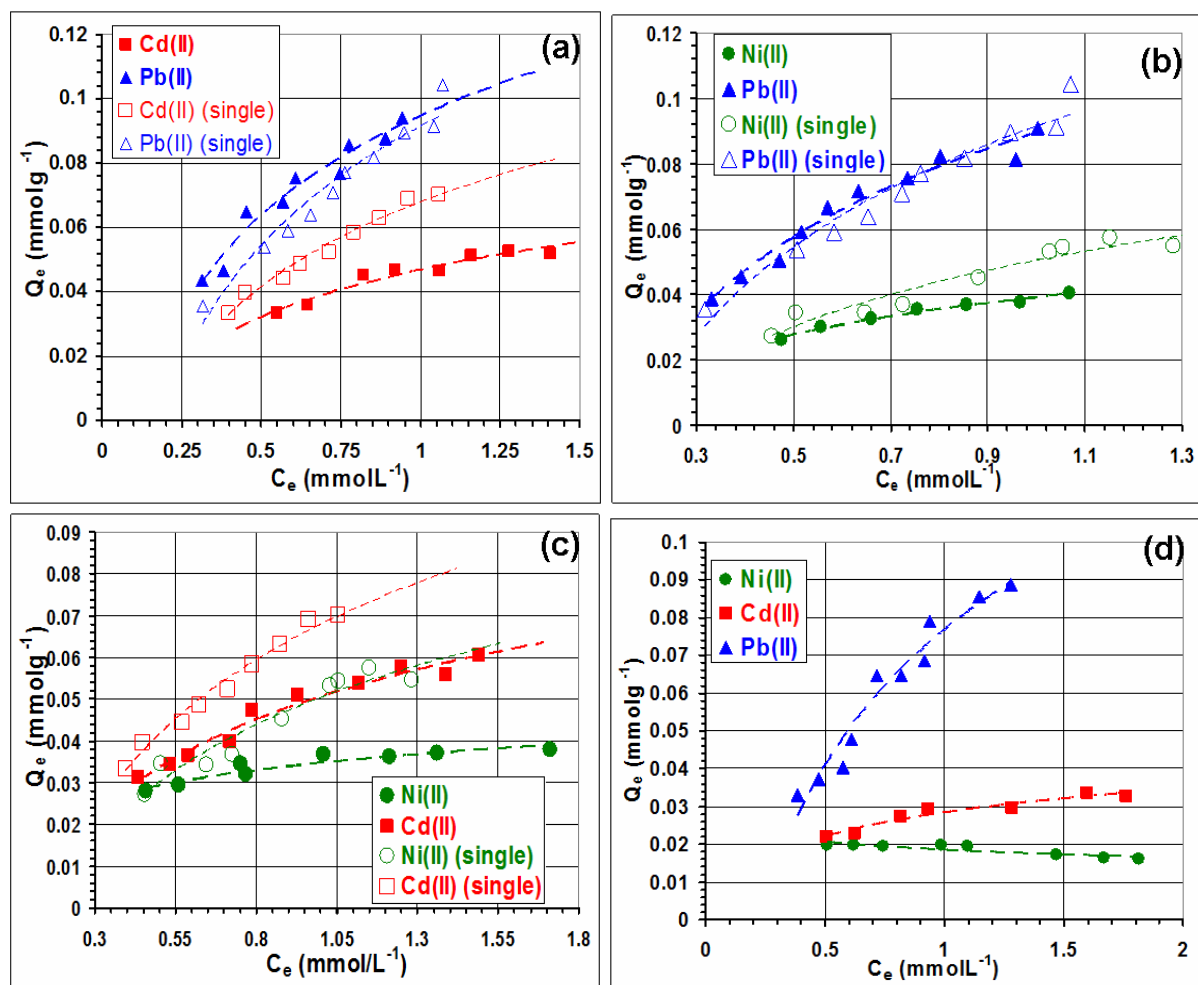 (a)
Cd(II)
Pb(II)
Cd(II) (single)
Pb(II) (single)
Qe (mmolg-1)
0.12
0.1
0.08
0.06
0.04
0.02
0
0 0.25 0.5 0.75 1 1.25 1.5
Ce (mmolL-1)
(b)
Ni(II)
Pb(II)
Ni(II) (single)
Pb(II) (single)
Qe (mmolg-1)
0.12
0.1
0.08
0.06
0.04
0.02
0
0.3 0.5 0.7 0.9 1.1 1.3
Ce (mmolL-1)
(c)
Qe (mmolg-1)
0.09
0.08
0.07
0.06
0.05
0.04
0.03
0.02
0.01
0
Ni(II)
Cd(II)
Ni(II) (single)
Cd(II) (single)
0.3 0.55 0.8 1.05 1.3 1.55 1.8
Ce (mmol/L-1)
(d)
Ni(II)
Cd(II)
Pb(II)
Qe (mmolg-1)
0.1
0.09
0.08
0.07
0.06
0.05
0.04
0.03
0.02
0.01
0
0 0.5 1 1.5 2
Ce (mmolL-1)